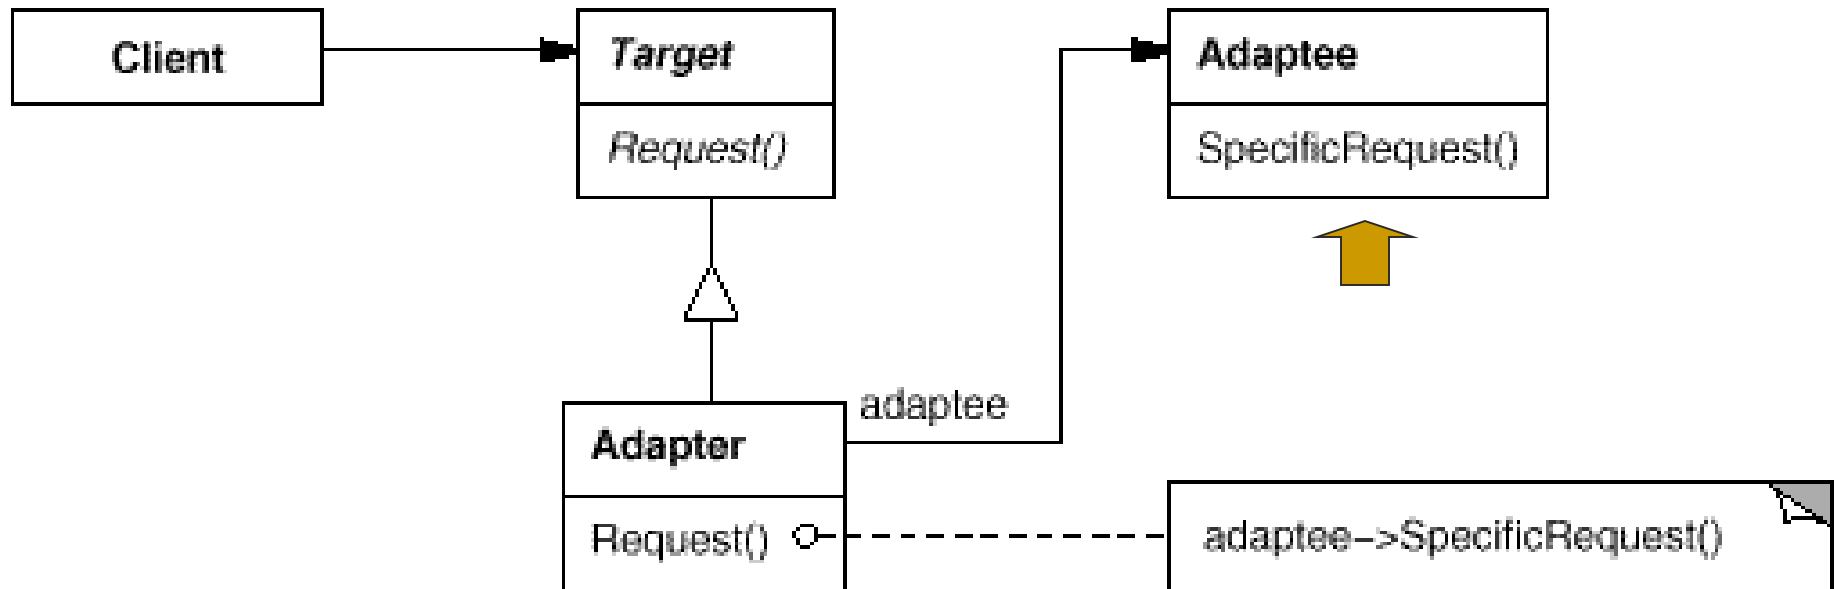 Client
Target
Request()
Adaptee
SpecificRequest()
adaptee
Adapter
Request()
adaptee–>SpecificRequest()